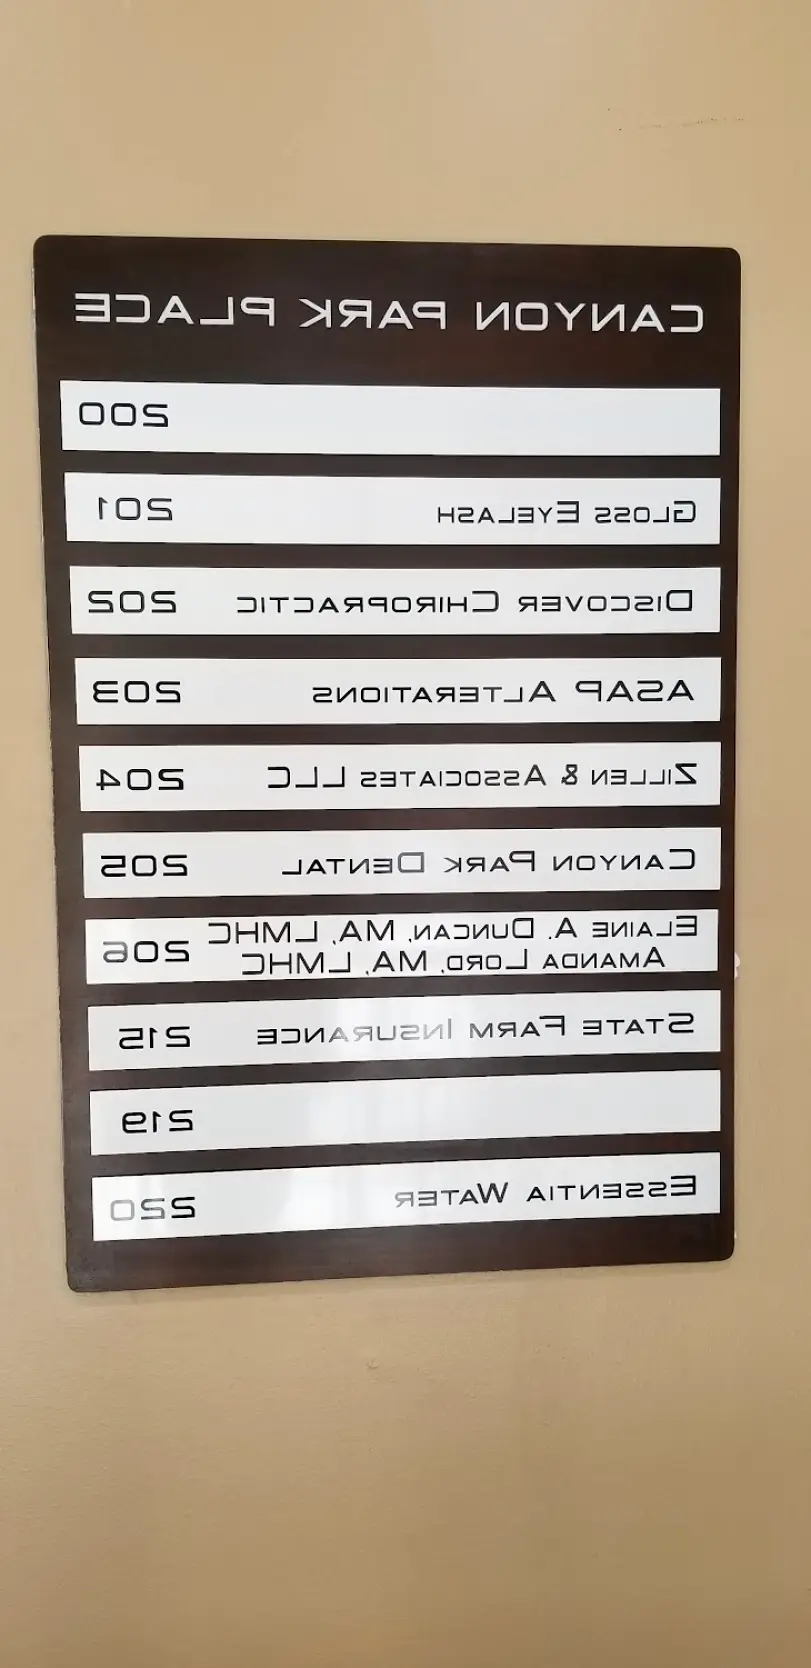 CANYON PARK PLACE
200
GLOSS EYELASH 201
DISCOVER CHIROPRACTIC 202
ASAP ALTERATIONS 203
ZILLEN & ASSOCIATES LLC 204
CANYON PARK DENTAL 205
ELAINE A. DUNCAN, MA, LMHC 206
AMANDA LORD, MA, LMHC
STATE FARM INSURANCE 215
219
ESSENTIA WATER 220